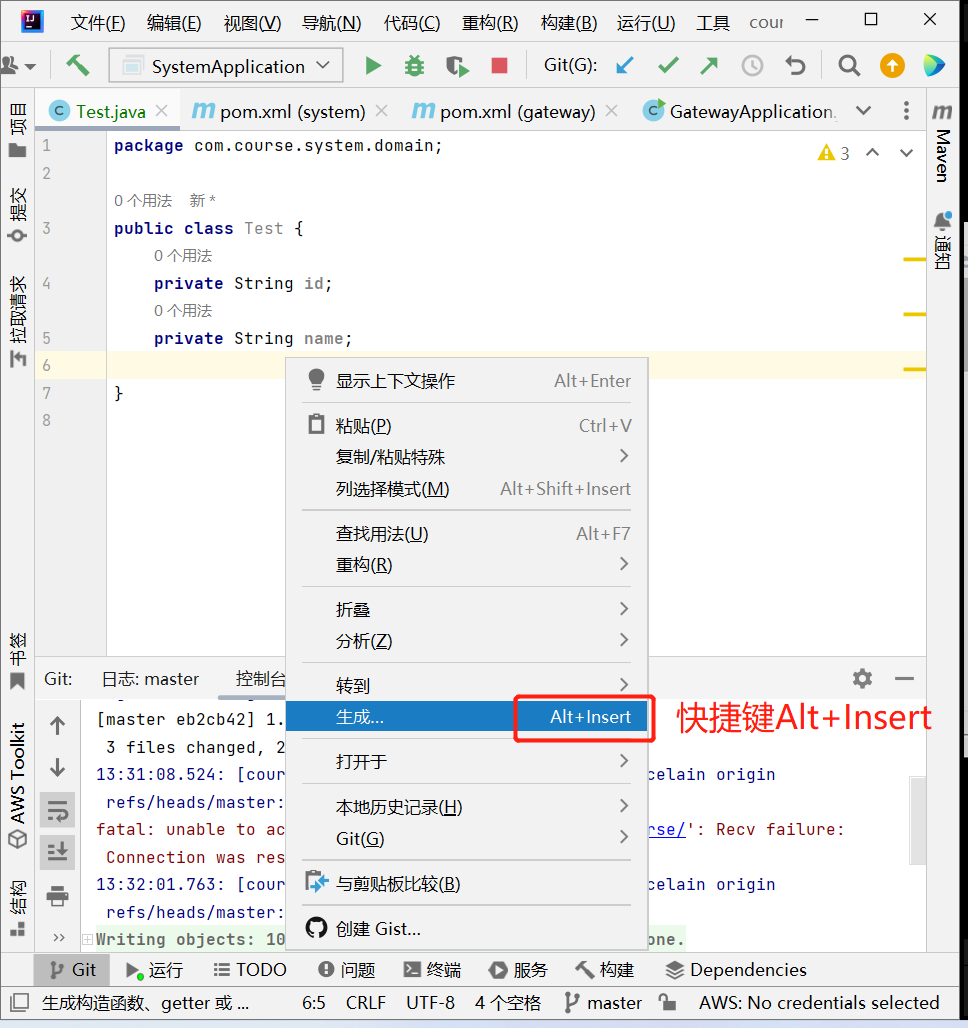 文件(F) 编辑(E) 视图(V) 导航(N) 代码(C) 重构(R) 构建(B) 运行(U) 工具 cour
SystemApplication Git(G):
Test.java pom.xml (system) pom.xml (gateway) GatewayApplication.
项目
提交
拉取请求
书签
AWS Toolkit
结构
Maven
通知
3
1 package com.course.system.domain;
2
0 个用法 新 *
3 public class Test {
0 个用法
4 private String id;
0 个用法
5 private String name;
6
7 }
8
显示上下文操作 Alt+Enter
粘贴(P) Ctrl+V
复制/粘贴特殊
列选择模式(M) Alt+Shift+Insert
查找用法(U) Alt+F7
重构(R)
折叠
分析(Z)
转到
生成... Alt+Insert
快捷键Alt+Insert
打开于
本地历史记录(H)
Git(G)
与剪贴板比较(B)
创建 Gist...
Git: 日志: master 控制台
[master eb2cb42] 1.
3 files changed, 2
13:31:08.524: [cour celain origin
refs/heads/master:
fatal: unable to ac rse/': Recv failure:
Connection was res
13:32:01.763: [cour celain origin
refs/heads/master:
Writing objects: 10 one.
Git 运行 TODO 问题 终端 服务 构建 Dependencies
生成构造函数、getter 或 ... 6:5 CRLF UTF-8 4 个空格 master AWS: No credentials selected